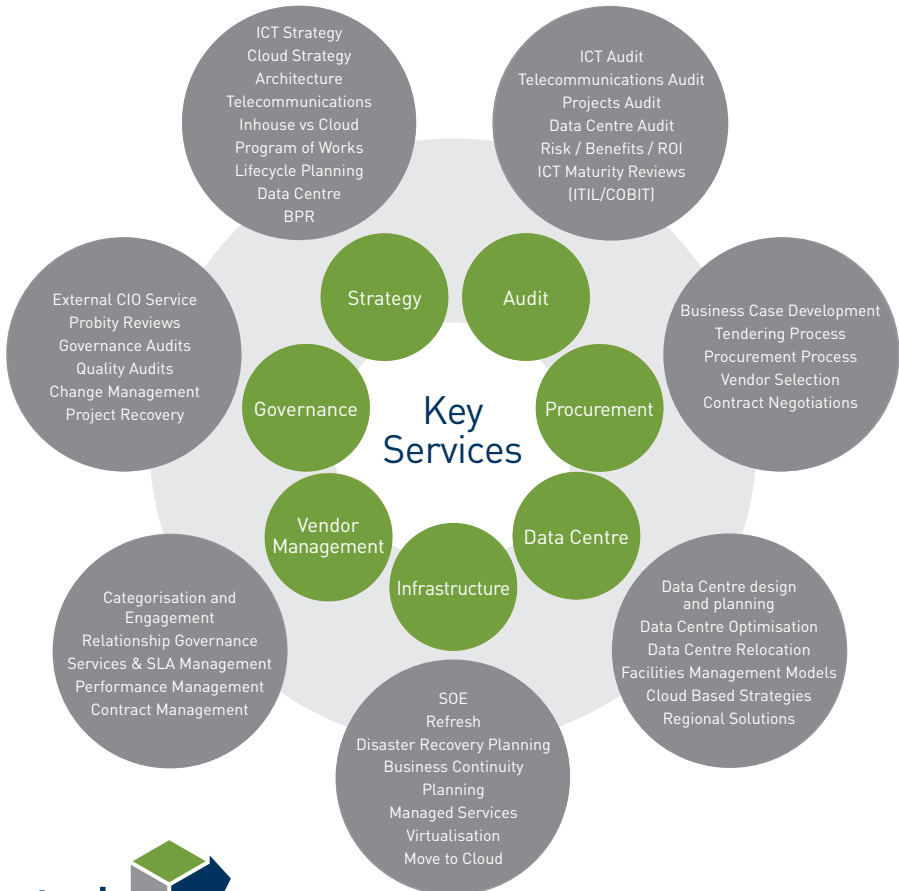 ICT Strategy
Cloud Strategy
Architecture
Telecommunications
Inhouse vs Cloud
Program of Works
Lifecycle Planning
Data Centre
BPR
ICT Audit
Telecommunications Audit
Projects Audit
Data Centre Audit
Risk / Benefits / ROI
ICT Maturity Reviews
(ITIL/COBIT)
External CIO Service
Probity Reviews
Governance Audits
Quality Audits
Change Management
Project Recovery
Strategy
Audit
Business Case Development
Tendering Process
Procurement Process
Vendor Selection
Contract Negotiations
Governance
Key
Services
Procurement
Vendor
Management
Infrastructure
Data Centre
Categorisation and
Engagement
Relationship Governance
Services & SLA Management
Performance Management
Contract Management
SOE
Refresh
Disaster Recovery Planning
Business Continuity
Planning
Managed Services
Virtualisation
Move to Cloud
Data Centre design
and planning
Data Centre Optimisation
Data Centre Relocation
Facilities Management Models
Cloud Based Strategies
Regional Solutions